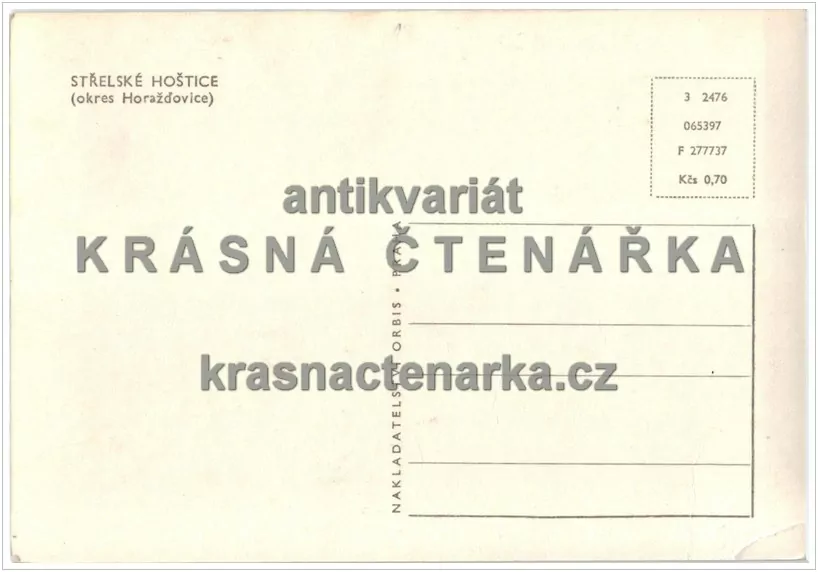 STŘELSKÉ HOŠTICE
(okres Horažďovice)
3 2476
065397
F 277737
Kčs 0,70
antikvariát
KRÁSNÁ ČTENÁŘKA
krasnactenarka.cz
NAKLADATELSTVÍ ORBIS • PRAHA